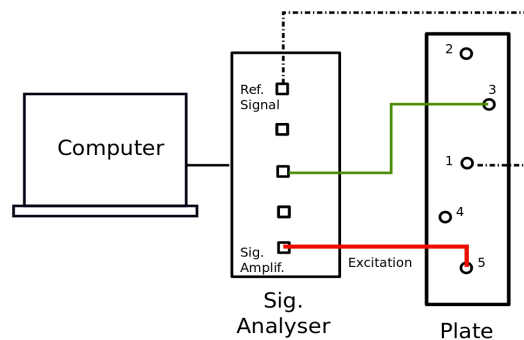 Computer
Ref.
Signal
Sig.
Amplif.
Sig.
Analyser
Excitation
2
3
1
4
5
Plate